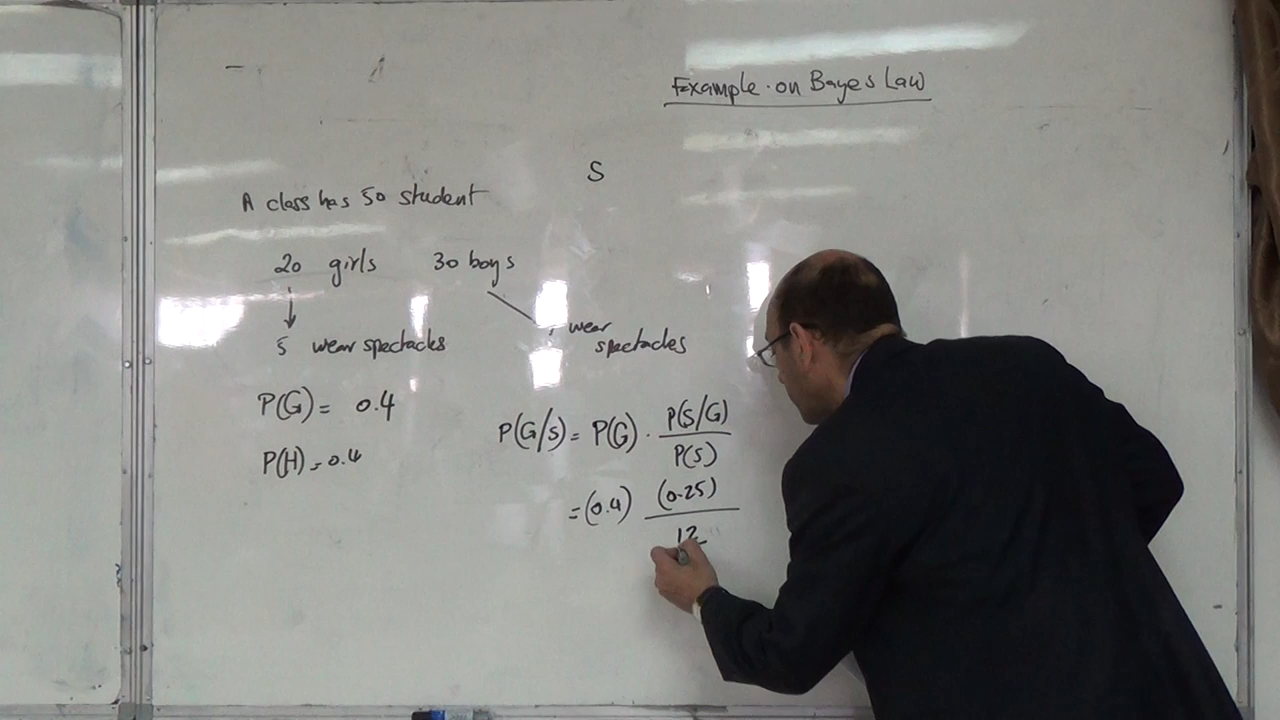 Example on Bayes Law
S
A class has 50 student
20 girls 30 boys
5 wear spectacles
wear spectacles
P(G) = 0.4
P(H) = 0.4
P(G/S) = P(G) · P(S/G)
P(S)
= (0.4) (0.25)
12